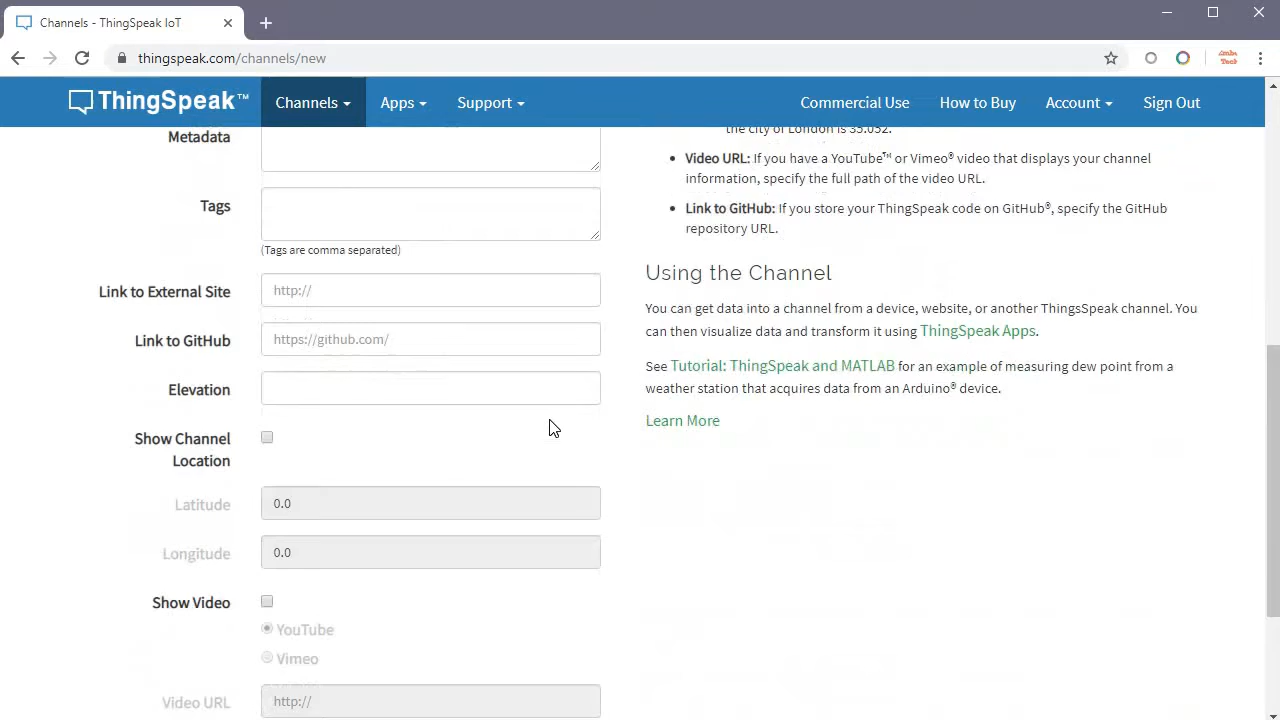 Channels - ThingSpeak IoT
thingspeak.com/channels/new
ThingSpeak™
Channels
Apps
Support
Commercial Use
How to Buy
Account
Sign Out
Metadata
Tags
(Tags are comma separated)
Link to External Site
http://
Link to GitHub
https://github.com/
Elevation
Show Channel
Location
Latitude
0.0
Longitude
0.0
Show Video
YouTube
Vimeo
Video URL
http://
the city of London is 35.052.
• Video URL: If you have a YouTube™ or Vimeo® video that displays your channel
information, specify the full path of the video URL.
• Link to GitHub: If you store your ThingSpeak code on GitHub®, specify the GitHub
repository URL.
Using the Channel
You can get data into a channel from a device, website, or another ThingsSpeak channel. You
can then visualize data and transform it using ThingSpeak Apps.
See Tutorial: ThingSpeak and MATLAB for an example of measuring dew point from a
weather station that acquires data from an Arduino® device.
Learn More